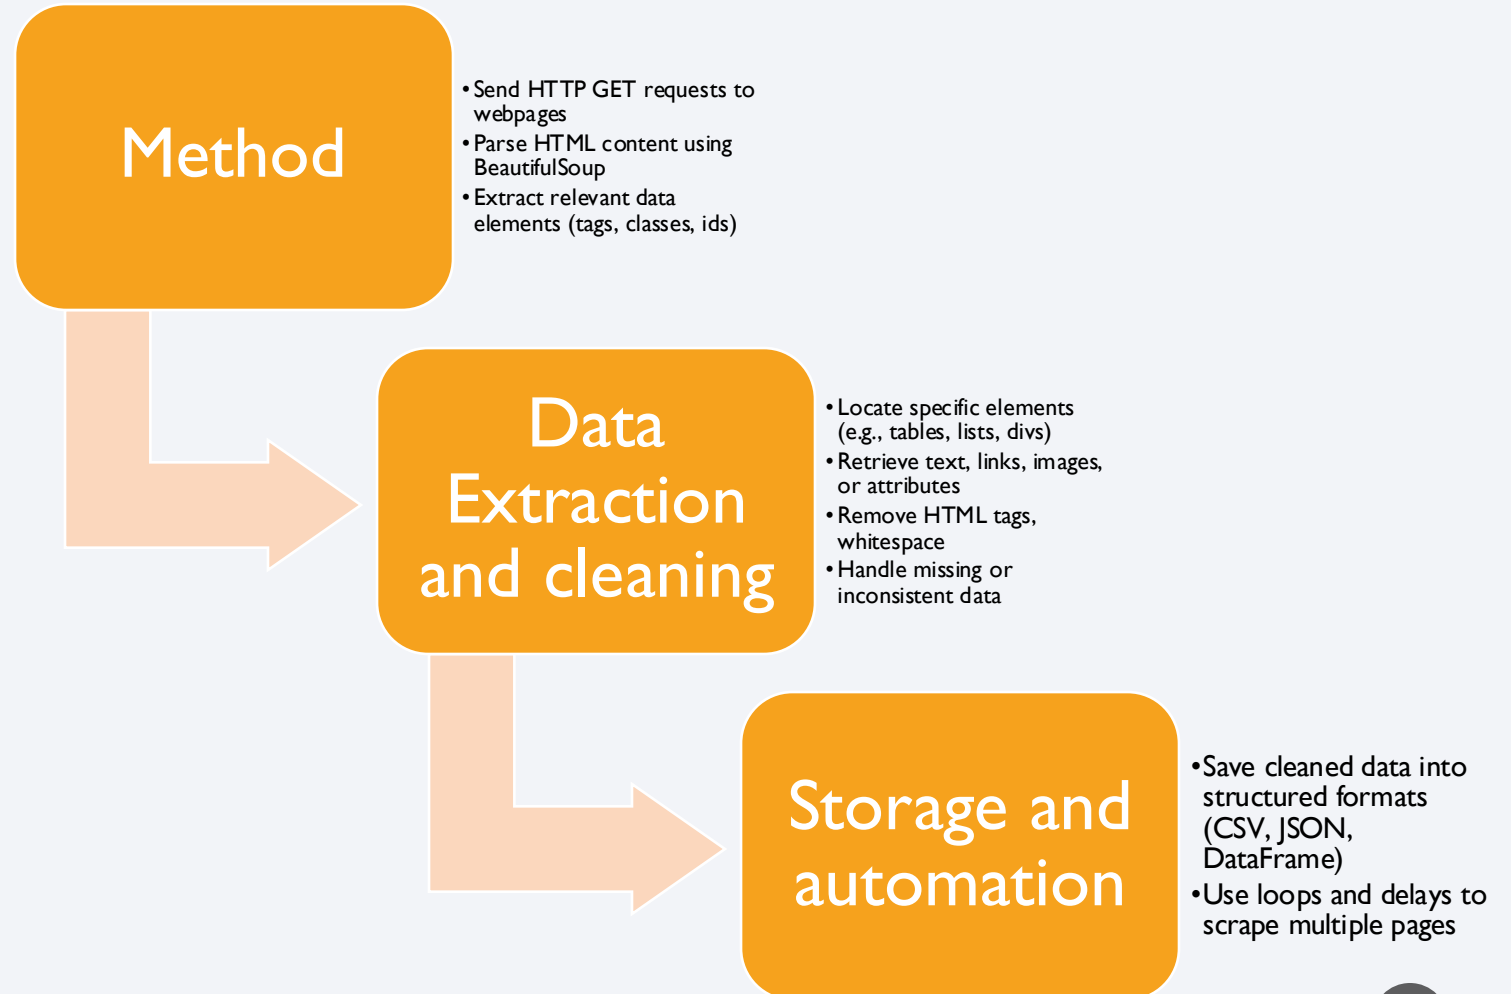 Method
•Send HTTP GET requests to
webpages
•Parse HTML content using
BeautifulSoup
•Extract relevant data
elements (tags, classes, ids)
Data
Extraction
and cleaning
•Locate specific elements
(e.g., tables, lists, divs)
•Retrieve text, links, images,
or attributes
•Remove HTML tags,
whitespace
•Handle missing or
inconsistent data
Storage and
automation
•Save cleaned data into
structured formats
(CSV, JSON,
DataFrame)
•Use loops and delays to
scrape multiple pages